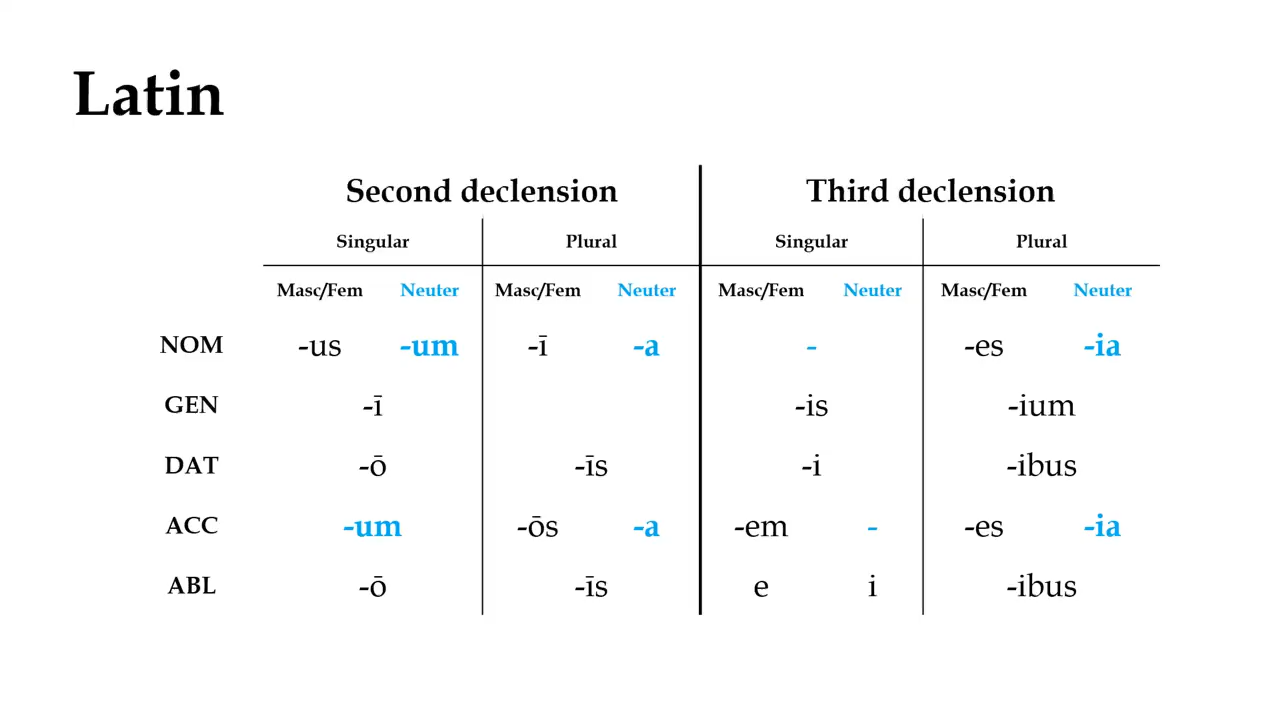 Latin
Second declension Third declension
Singular Plural Singular Plural
Masc/Fem Neuter Masc/Fem Neuter Masc/Fem Neuter Masc/Fem Neuter
NOM -us -um -ī -a - -es -ia
GEN -ī -is -ium
DAT -ō -īs -i -ibus
ACC -um -ōs -a -em - -es -ia
ABL -ō -īs e i -ibus